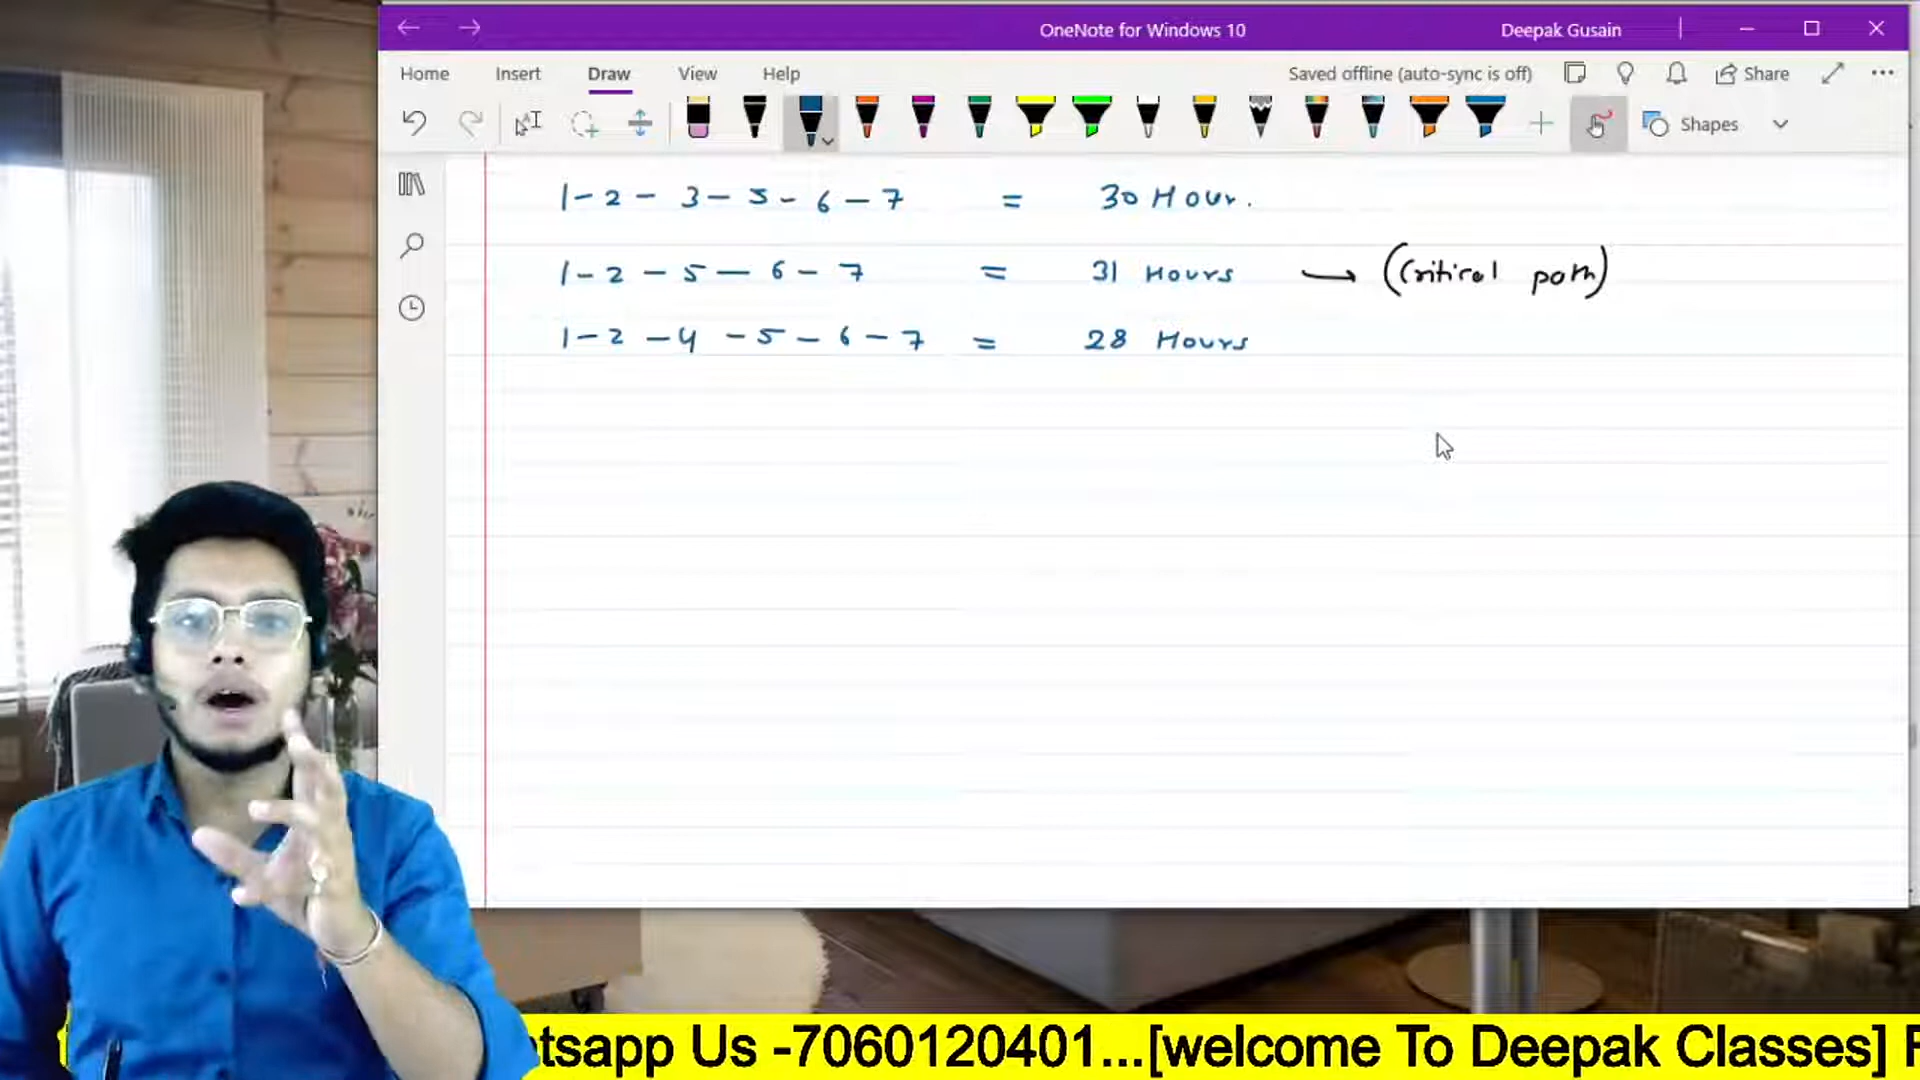 OneNote for Windows 10 Deepak Gusain
Home Insert Draw View Help Saved offline (auto-sync is off) Share
Shapes
1 - 2 - 3 - 5 - 6 - 7 = 30 Hour.
1 - 2 - 5 - 6 - 7 = 31 Hours → (Critical path)
1 - 2 - 4 - 5 - 6 - 7 = 28 Hours
tsapp Us -7060120401...[welcome To Deepak Classes] F